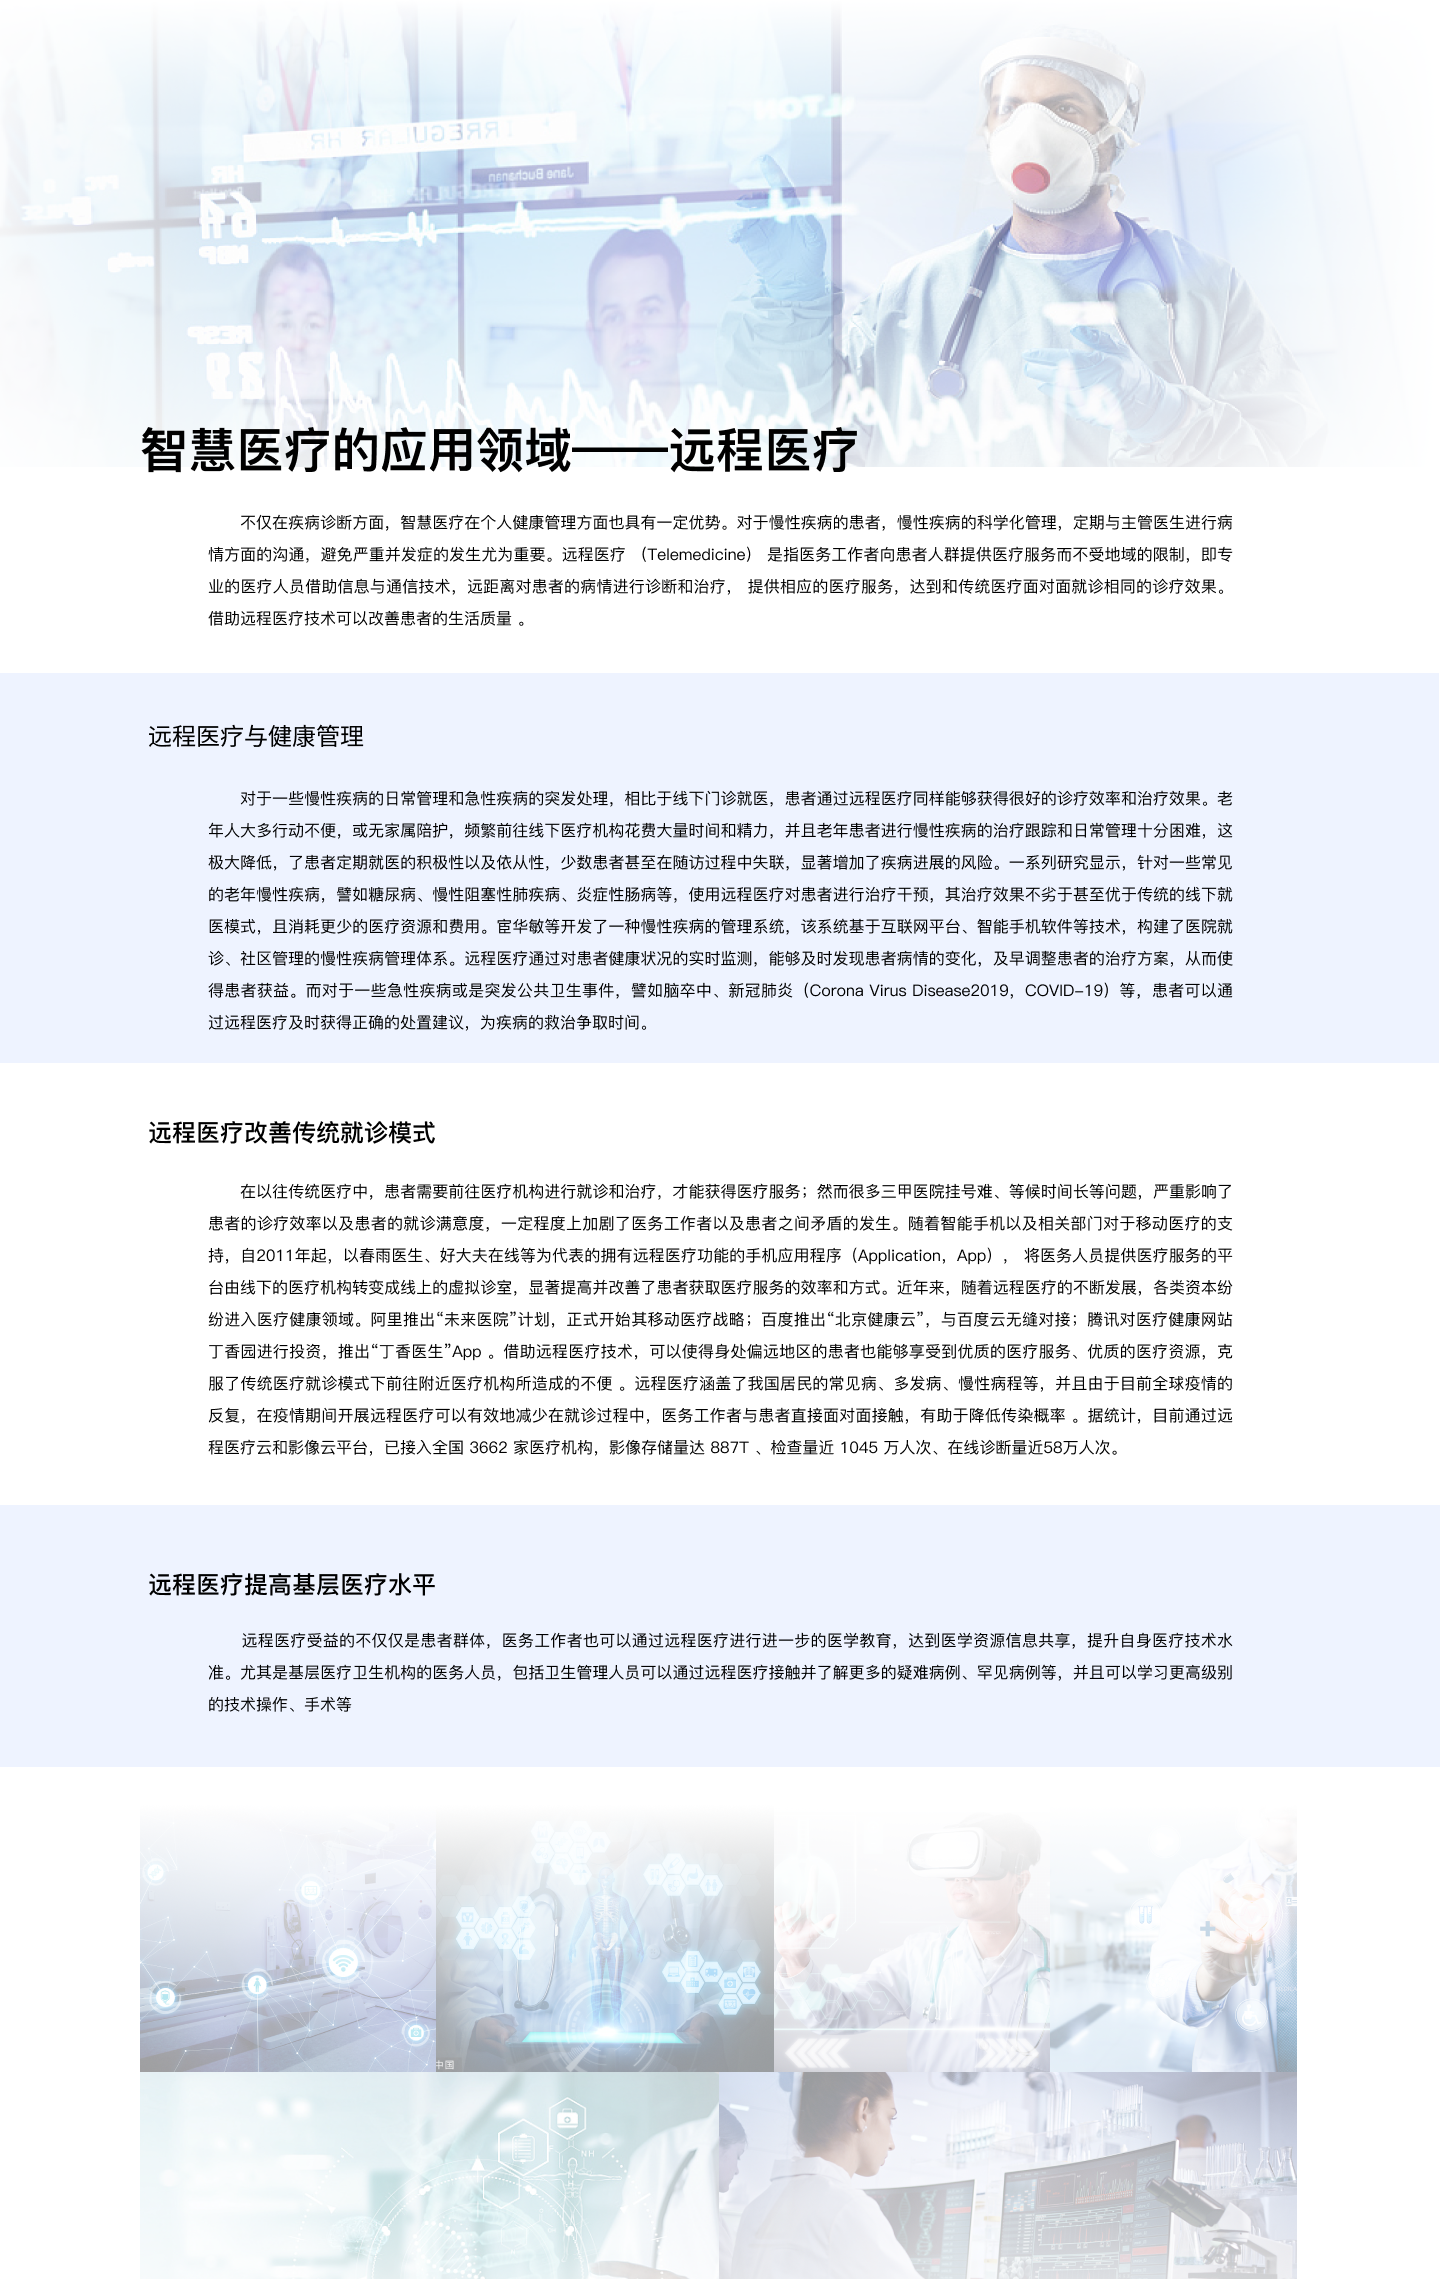 IRREGULAR HR
Jane Buchanan
HR
64
NBP
RESP
智慧医疗的应用领域——远程医疗
不仅在疾病诊断方面，智慧医疗在个人健康管理方面也具有一定优势。对于慢性疾病的患者，慢性疾病的科学化管理，定期与主管医生进行病
情方面的沟通，避免严重并发症的发生尤为重要。远程医疗 （Telemedicine） 是指医务工作者向患者人群提供医疗服务而不受地域的限制，即专
业的医疗人员借助信息与通信技术，远距离对患者的病情进行诊断和治疗， 提供相应的医疗服务，达到和传统医疗面对面就诊相同的诊疗效果。
借助远程医疗技术可以改善患者的生活质量 。
远程医疗与健康管理
对于一些慢性疾病的日常管理和急性疾病的突发处理，相比于线下门诊就医，患者通过远程医疗同样能够获得很好的诊疗效率和治疗效果。老
年人大多行动不便，或无家属陪护，频繁前往线下医疗机构花费大量时间和精力，并且老年患者进行慢性疾病的治疗跟踪和日常管理十分困难，这
极大降低，了患者定期就医的积极性以及依从性，少数患者甚至在随访过程中失联，显著增加了疾病进展的风险。一系列研究显示，针对一些常见
的老年慢性疾病，譬如糖尿病、慢性阻塞性肺疾病、炎症性肠病等，使用远程医疗对患者进行治疗干预，其治疗效果不劣于甚至优于传统的线下就
医模式，且消耗更少的医疗资源和费用。宦华敏等开发了一种慢性疾病的管理系统，该系统基于互联网平台、智能手机软件等技术，构建了医院就
诊、社区管理的慢性疾病管理体系。远程医疗通过对患者健康状况的实时监测，能够及时发现患者病情的变化，及早调整患者的治疗方案，从而使
得患者获益。而对于一些急性疾病或是突发公共卫生事件，譬如脑卒中、新冠肺炎（Corona Virus Disease2019，COVID-19）等，患者可以通
过远程医疗及时获得正确的处置建议，为疾病的救治争取时间。
远程医疗改善传统就诊模式
在以往传统医疗中，患者需要前往医疗机构进行就诊和治疗，才能获得医疗服务；然而很多三甲医院挂号难、等候时间长等问题，严重影响了
患者的诊疗效率以及患者的就诊满意度，一定程度上加剧了医务工作者以及患者之间矛盾的发生。随着智能手机以及相关部门对于移动医疗的支
持，自2011年起，以春雨医生、好大夫在线等为代表的拥有远程医疗功能的手机应用程序（Application，App）， 将医务人员提供医疗服务的平
台由线下的医疗机构转变成线上的虚拟诊室，显著提高并改善了患者获取医疗服务的效率和方式。近年来，随着远程医疗的不断发展，各类资本纷
纷进入医疗健康领域。阿里推出“未来医院”计划，正式开始其移动医疗战略；百度推出“北京健康云”，与百度云无缝对接；腾讯对医疗健康网站
丁香园进行投资，推出“丁香医生”App 。借助远程医疗技术，可以使得身处偏远地区的患者也能够享受到优质的医疗服务、优质的医疗资源，克
服了传统医疗就诊模式下前往附近医疗机构所造成的不便 。远程医疗涵盖了我国居民的常见病、多发病、慢性病程等，并且由于目前全球疫情的
反复，在疫情期间开展远程医疗可以有效地减少在就诊过程中，医务工作者与患者直接面对面接触，有助于降低传染概率 。据统计，目前通过远
程医疗云和影像云平台，已接入全国 3662 家医疗机构，影像存储量达 887T 、检查量近 1045 万人次、在线诊断量近58万人次。
远程医疗提高基层医疗水平
远程医疗受益的不仅仅是患者群体，医务工作者也可以通过远程医疗进行进一步的医学教育，达到医学资源信息共享，提升自身医疗技术水
准。尤其是基层医疗卫生机构的医务人员，包括卫生管理人员可以通过远程医疗接触并了解更多的疑难病例、罕见病例等，并且可以学习更高级别
的技术操作、手术等
中国
NH